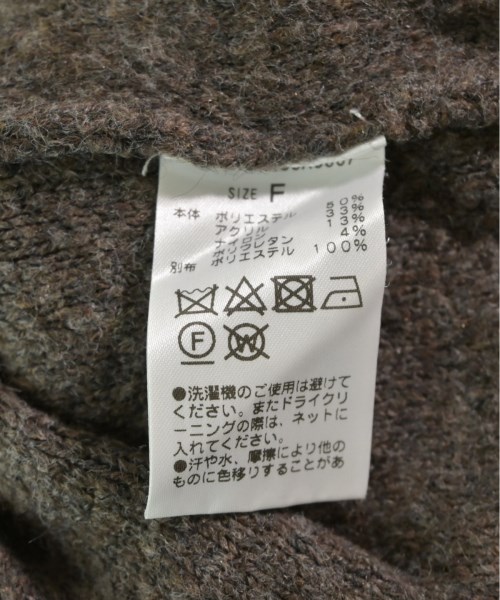 SIZE F
本体 ポリエステル 50%
アクリル 33%
ナイロン 13%
ポリウレタン 4%
別布 ポリエステル 100%
F
W
●洗濯機のご使用は避けて
ください。またドライクリ
ーニングの際は、ネットに
入れてください。
●汗や水、摩擦により他の
ものに色移りすることがあ